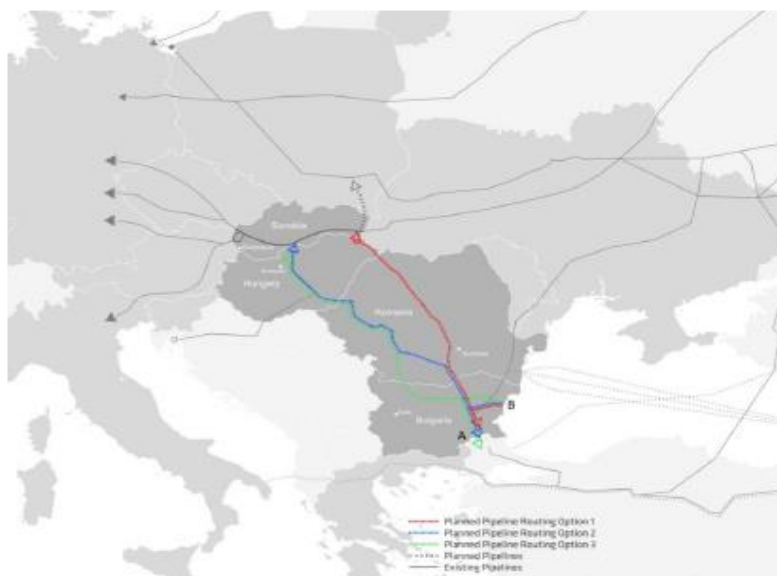 Slovakia
Hungary
Romania
Bulgaria
B
A
Planned Pipeline Routing Option 1
Planned Pipeline Routing Option 2
Planned Pipeline Routing Option 3
Planned Pipelines
Existing Pipelines